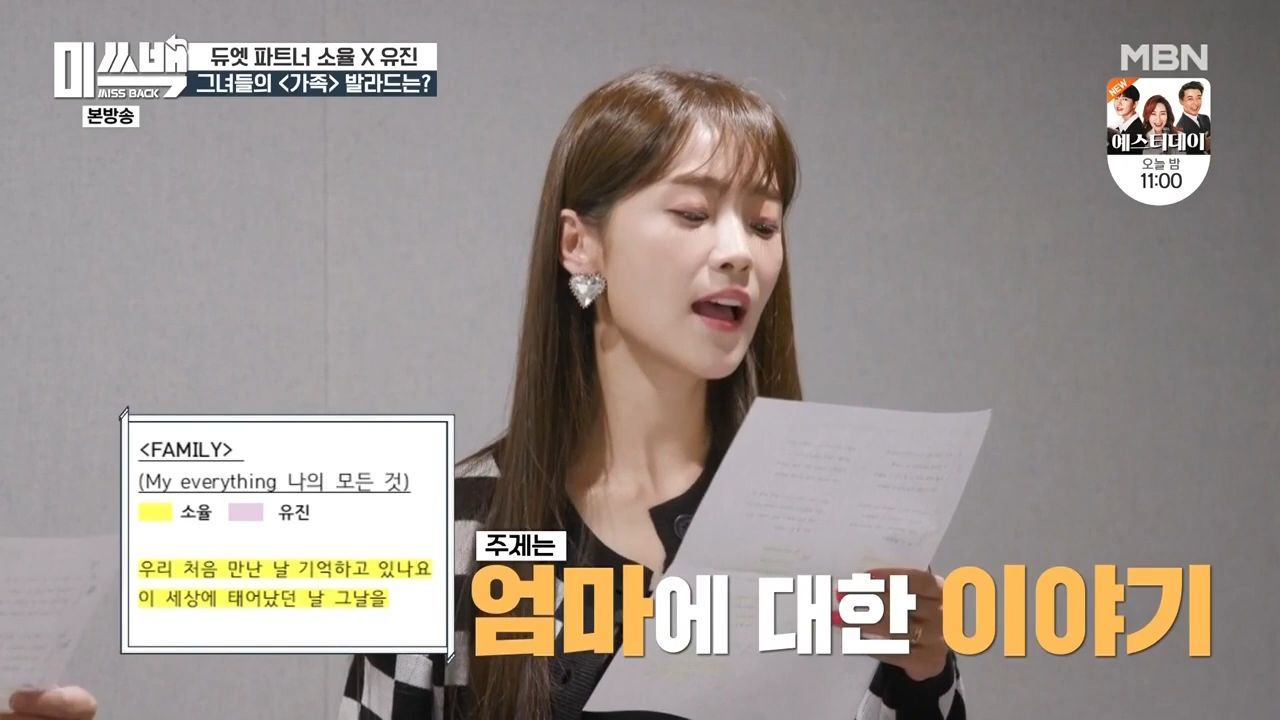 미쓰백
MISS BACK
듀엣 파트너 소율 X 유진
그녀들의 <가족> 발라드는?
본방송
MBN
NEW
예스터데이
오늘 밤
11:00
<FAMILY>
(My everything 나의 모든 것)
소율 유진
우리 처음 만난 날 기억하고 있나요
이 세상에 태어났던 날 그날을
주제는
엄마에 대한 이야기